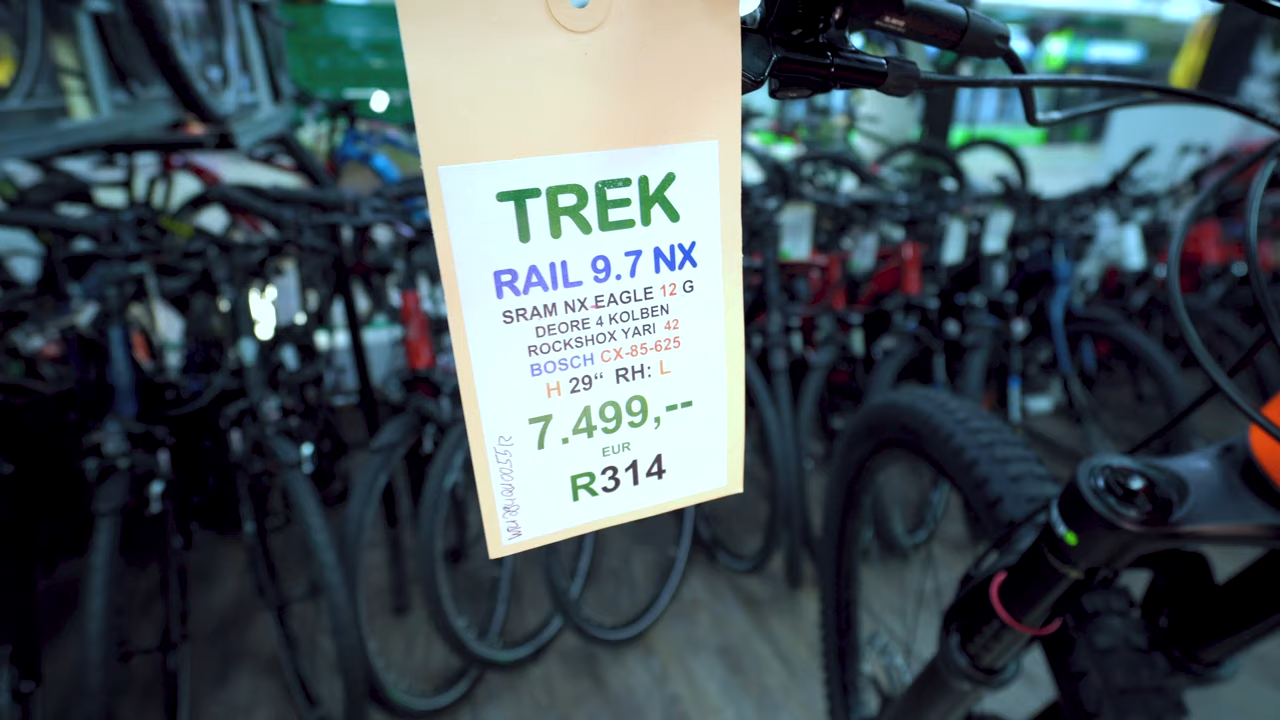 TREK
RAIL 9.7 NX
SRAM NX EAGLE 12 G
DEORE 4 KOLBEN
ROCKSHOX YARI 42
BOSCH CX-85-625
H 29“ RH: L
7.499,--
EUR
R314